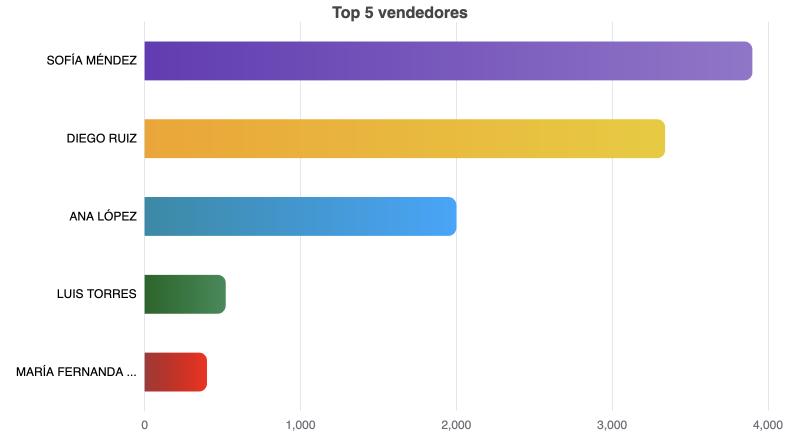 Top 5 vendedores
SOFÍA MÉNDEZ
DIEGO RUIZ
ANA LÓPEZ
LUIS TORRES
MARÍA FERNANDA ...
0 1,000 2,000 3,000 4,000